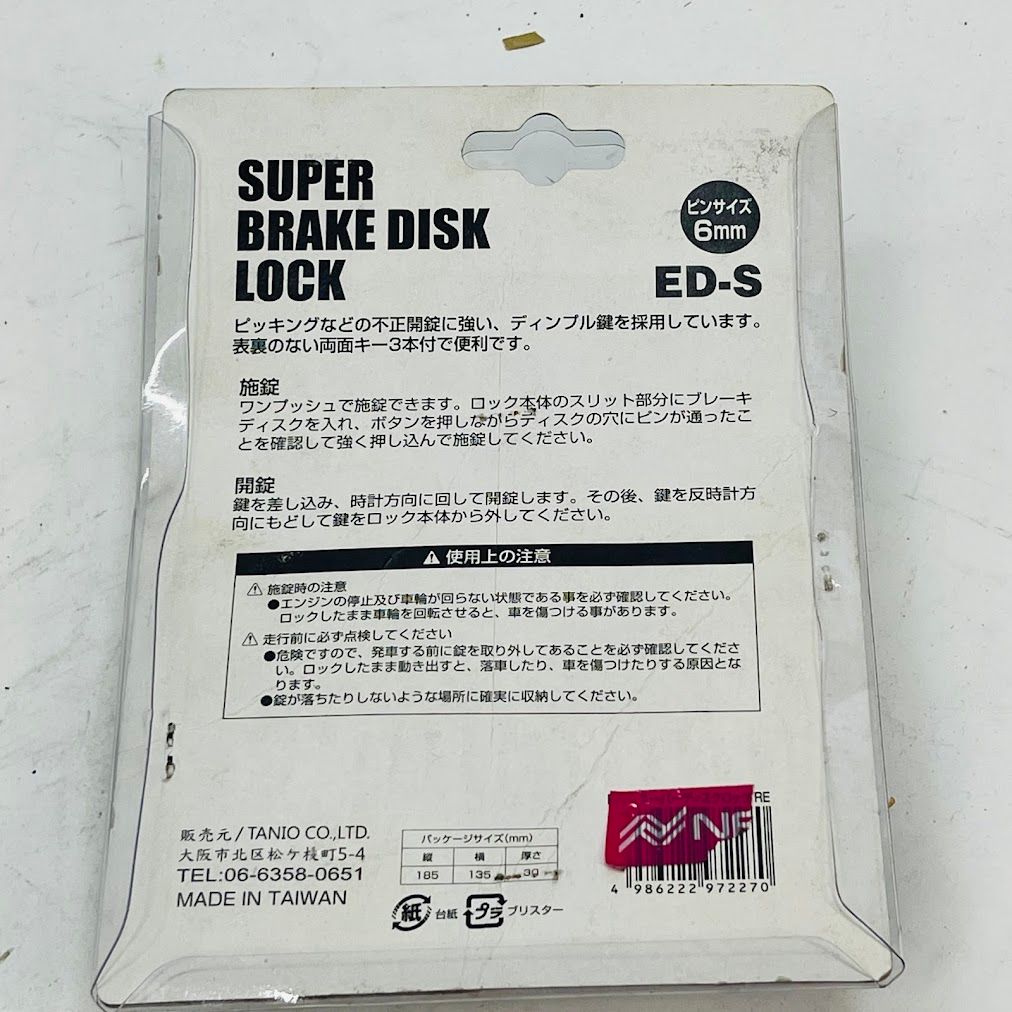 SUPER
BRAKE DISK
LOCK
ピンサイズ
6mm
ED-S
ピッキングなどの不正開錠に強い、ディンプル鍵を採用しています。
表裏のない両面キー3本付で便利です。
施錠
ワンプッシュで施錠できます。ロック本体のスリット部分にブレーキ
ディスクを入れ、ボタンを押しながらディスクの穴にピンが通ったこ
とを確認して強く押し込んで施錠してください。
開錠
鍵を差し込み、時計方向に回して開錠します。その後、鍵を反時計方
向にもどして鍵をロック本体から外してください。
使用上の注意
施錠時の注意
●エンジンの停止及び車輪が回らない状態である事を必ず確認してください。
ロックしたまま車輪を回転させると、車を傷つける事があります。
走行前に必ず点検してください
●危険ですので、発車する前に錠を取り外してあることを必ず確認してくださ
い。ロックしたまま動き出すと、落車したり、車を傷つけたりする原因とな
ります。
●錠が落ちたりしないような場所に確実に収納してください。
販売元/TANIO CO.,LTD.
大阪市北区松ケ枝町5-4
TEL:06-6358-0651
MADE IN TAIWAN
パッケージサイズ(mm)
縦 横 厚さ
185 135 30
紙 台紙 プラ ブリスター
RE
NF
4 986222 972270